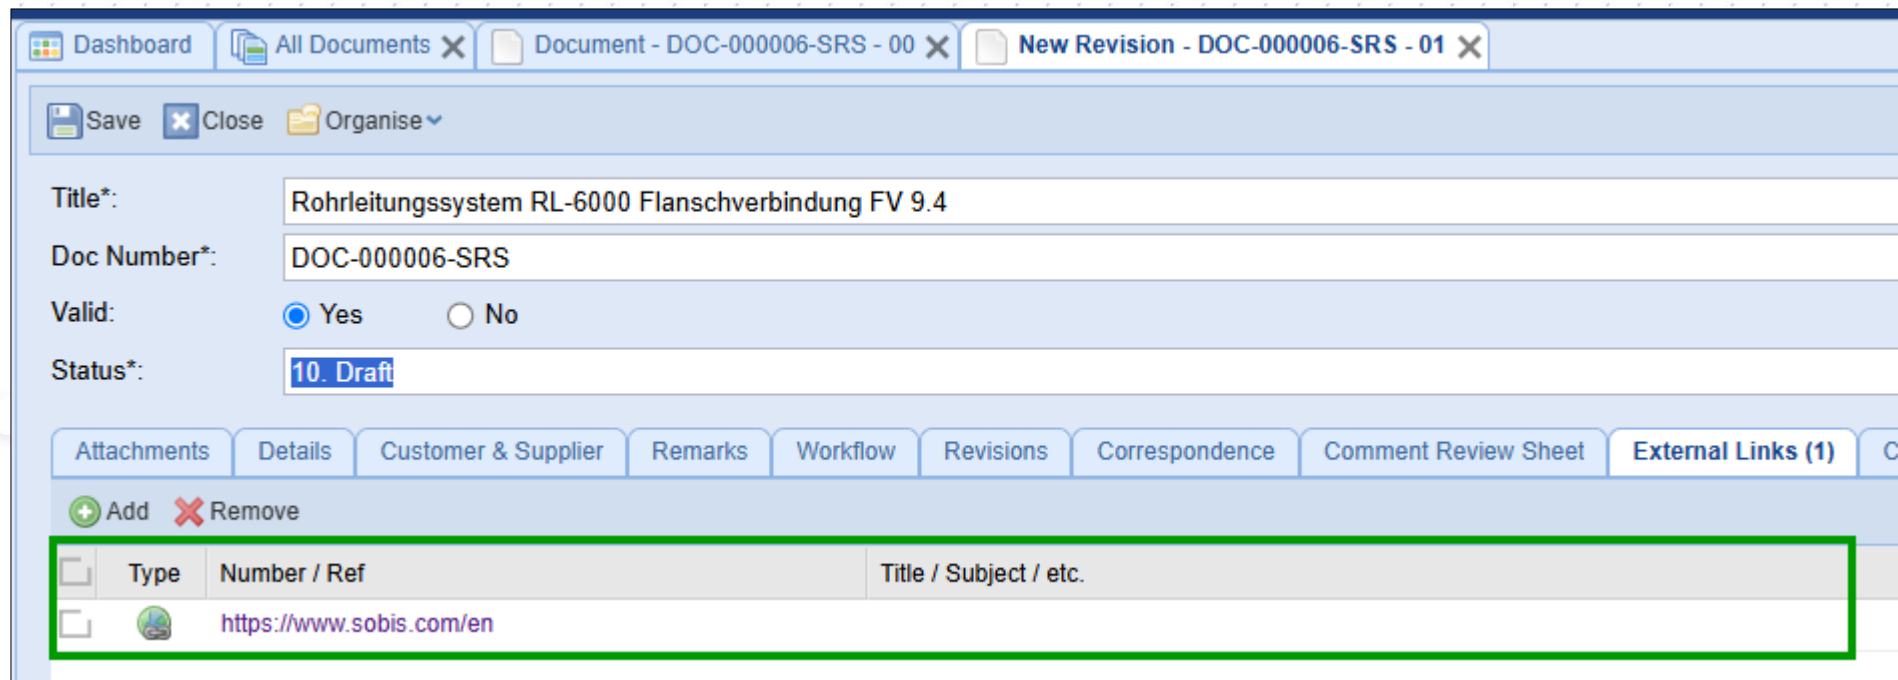 Dashboard All Documents Document - DOC-000006-SRS - 00 New Revision - DOC-000006-SRS - 01
Save Close Organise
Title*: Rohrleitungssystem RL-6000 Flanschverbindung FV 9.4
Doc Number*: DOC-000006-SRS
Valid: Yes No
Status*: 10. Draft
Attachments Details Customer & Supplier Remarks Workflow Revisions Correspondence Comment Review Sheet External Links (1)
Add Remove
Type Number / Ref Title / Subject / etc.
https://www.sobis.com/en